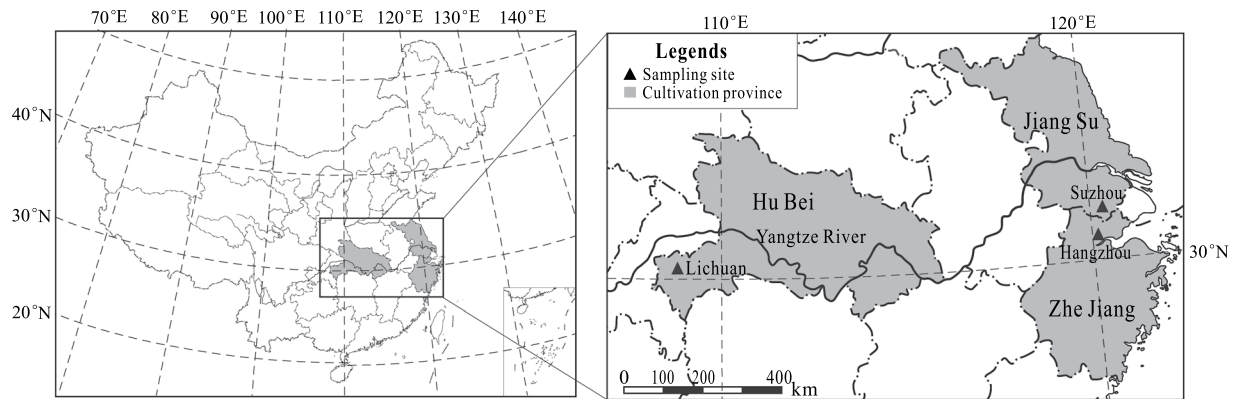 70°E 80°E 90°E 100°E 110°E 120°E 130°E 140°E
40°N
30°N
20°N
110°E 120°E
Legends
Sampling site
Cultivation province
Jiang Su
Suzhou
Hu Bei
Yangtze River
Hangzhou
30°N
Lichuan
Zhe Jiang
0 100 200 400 km